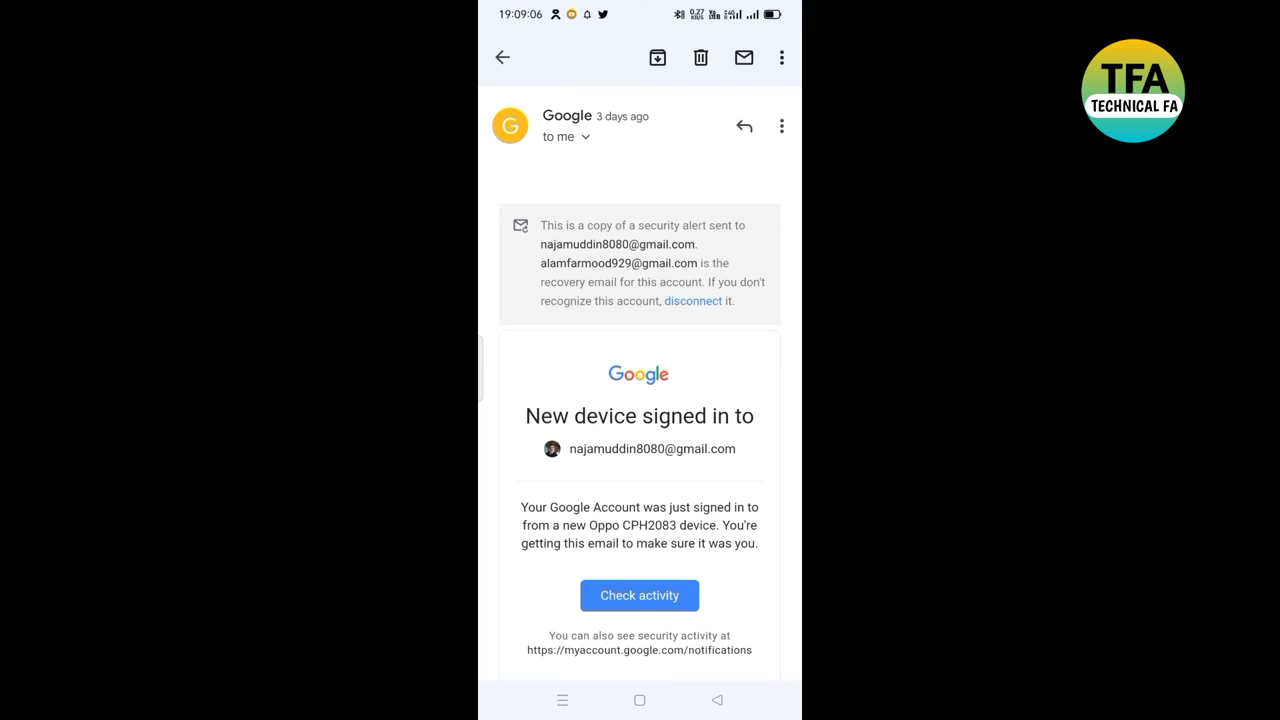 19:09:06
TFA
TECHNICAL FA
G
Google 3 days ago
to me
This is a copy of a security alert sent to
najamuddin8080@gmail.com.
alamfarmood929@gmail.com is the
recovery email for this account. If you don't
recognize this account, disconnect it.
Google
New device signed in to
najamuddin8080@gmail.com
Your Google Account was just signed in to
from a new Oppo CPH2083 device. You're
getting this email to make sure it was you.
Check activity
You can also see security activity at
https://myaccount.google.com/notifications